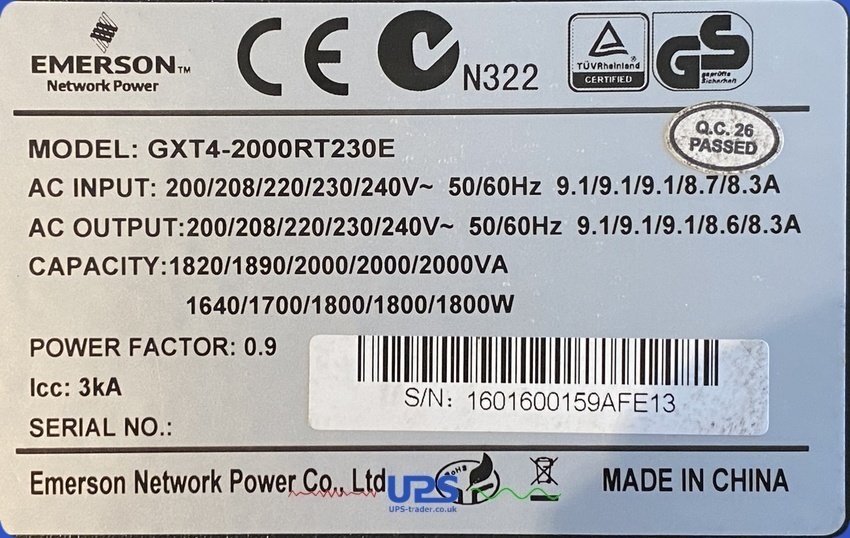 EMERSON™
Network Power
N322
TÜVRheinland
CERTIFIED
GS
geprüfte
Sicherheit
Q.C. 26
PASSED
MODEL: GXT4-2000RT230E
AC INPUT: 200/208/220/230/240V~ 50/60Hz 9.1/9.1/9.1/8.7/8.3A
AC OUTPUT:200/208/220/230/240V~ 50/60Hz 9.1/9.1/9.1/8.6/8.3A
CAPACITY:1820/1890/2000/2000/2000VA
1640/1700/1800/1800/1800W
POWER FACTOR: 0.9
Icc: 3kA
S/N: 1601600159AFE13
SERIAL NO.:
Emerson Network Power Co., Ltd
UPS
UPS-trader.co.uk
RoHS
MADE IN CHINA